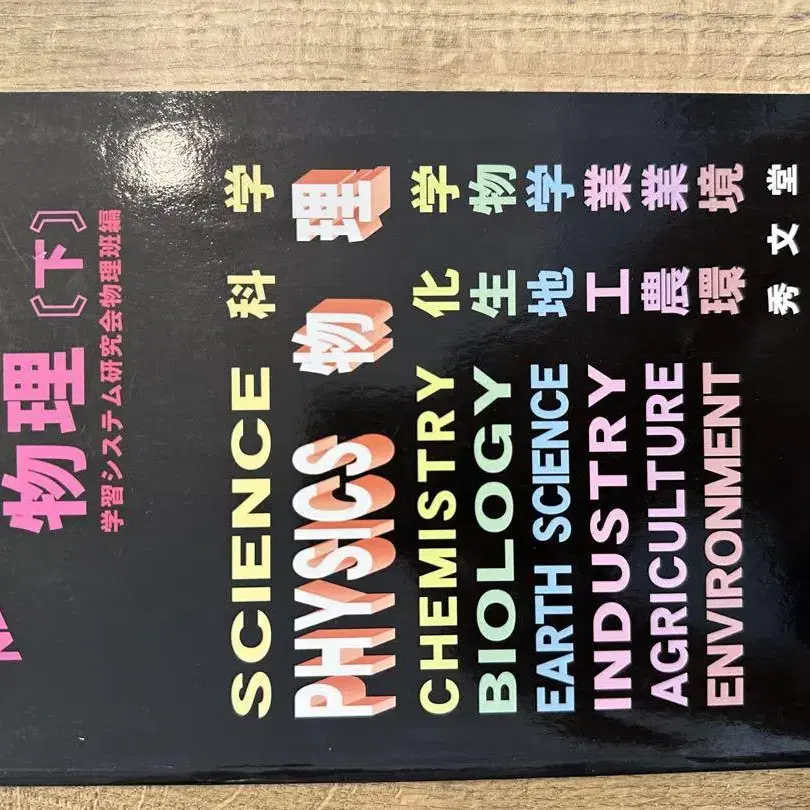 物理〔下〕
学習システム研究会物理班編
SCIENCE 科学
PHYSICS 物理
CHEMISTRY 化学
BIOLOGY 生物
EARTH SCIENCE 地学
INDUSTRY 工業
AGRICULTURE 農業
ENVIRONMENT 環境
秀文堂